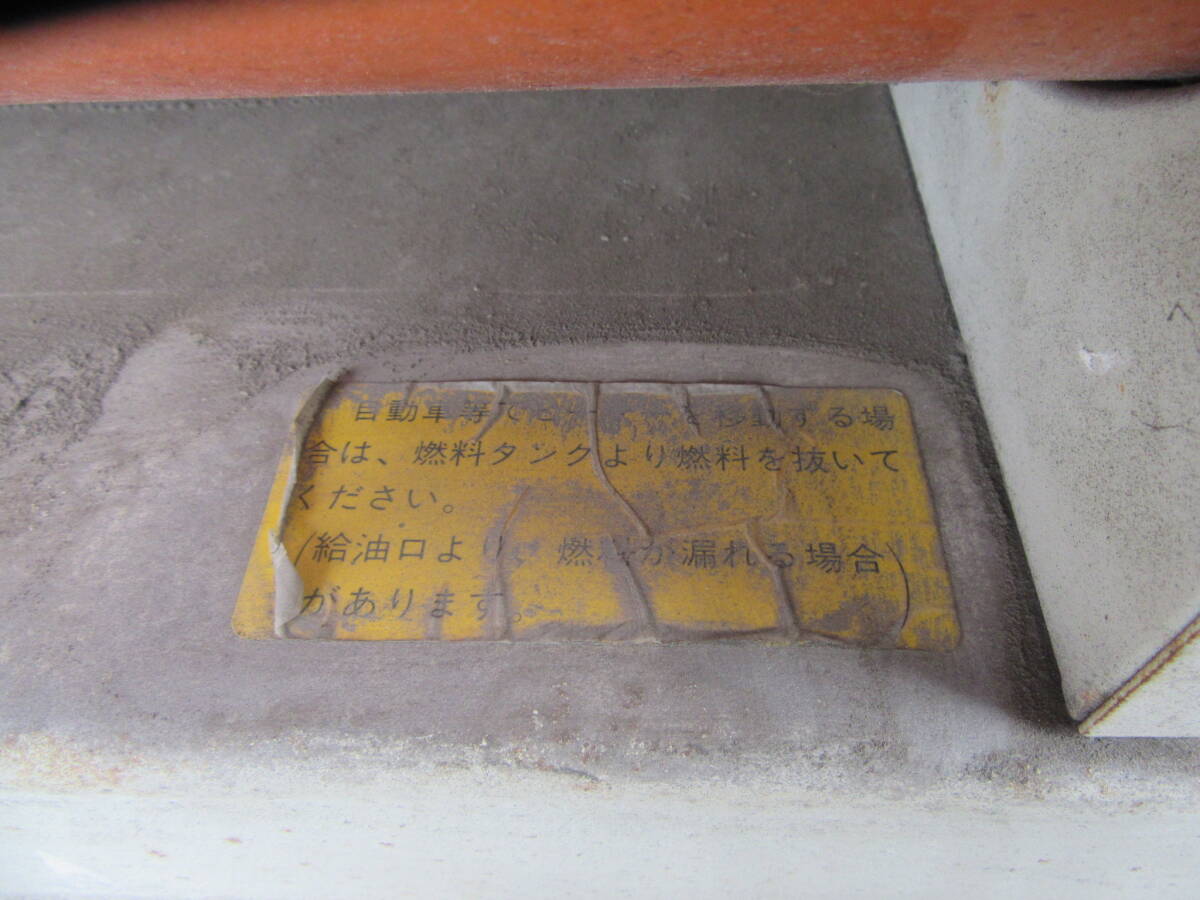 自動車等で を移動する場
合は、燃料タンクより燃料を抜いて
ください。
(給油口より、燃料が漏れる場合)
があります。